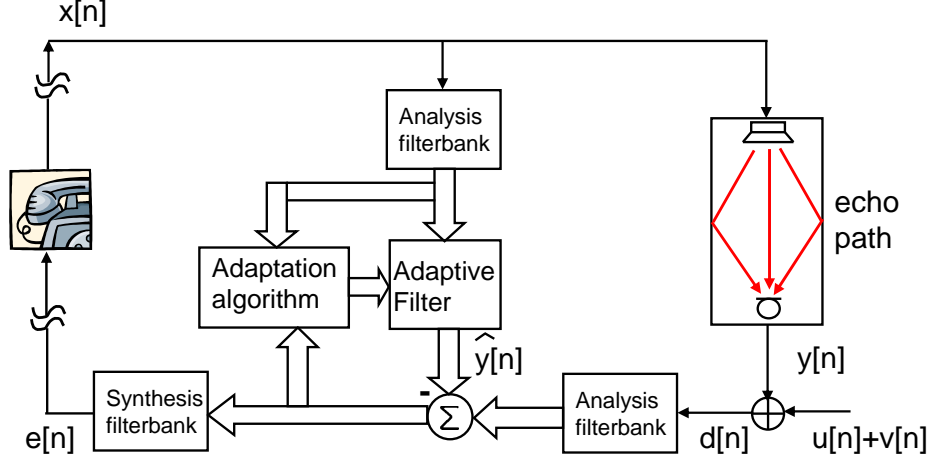 x[n]
Analysis
filterbank
echo
path
Adaptation
algorithm
Adaptive
Filter
ŷ[n]
y[n]
Synthesis
filterbank
-
Σ
Analysis
filterbank
e[n]
d[n]
u[n]+v[n]